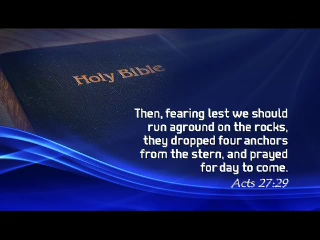 Holy Bible
Then, fearing lest we should
run aground on the rocks,
they dropped four anchors
from the stern, and prayed
for day to come.
Acts 27:29